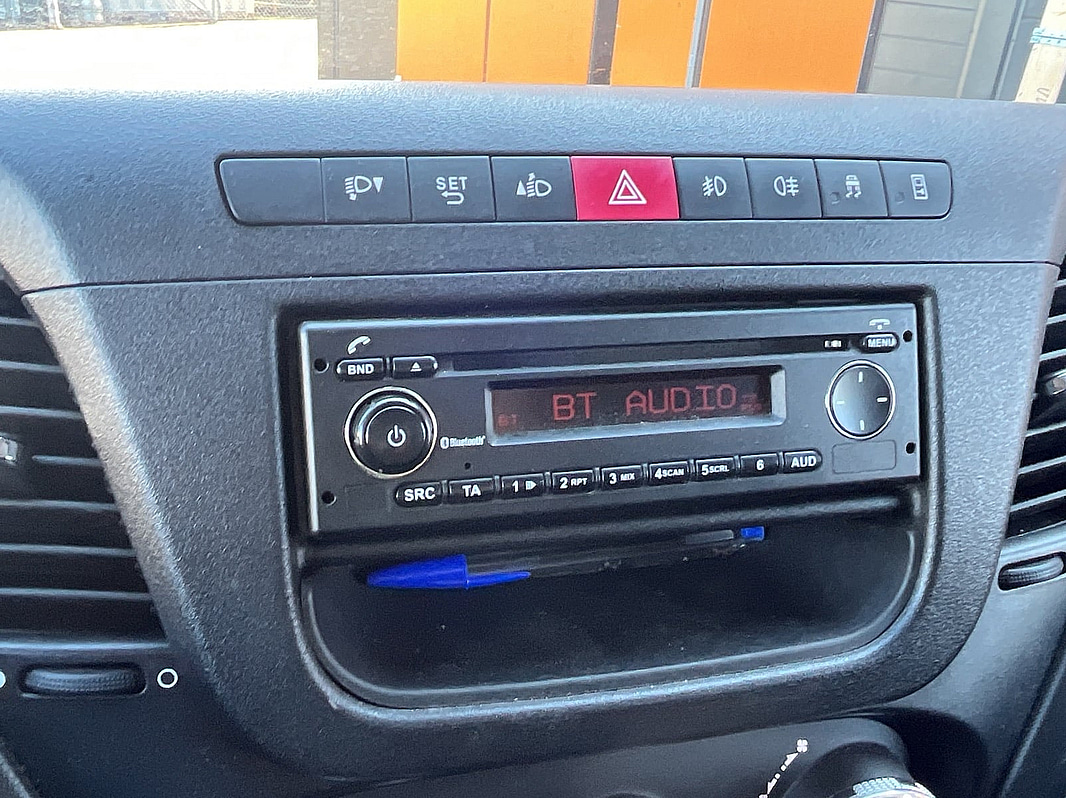 SET
BND
MENU
BT AUDIO
BT
Bluetooth®
SRC TA 1 2 RPT 3 MIX 4 SCAN 5 SCRL 6 AUD